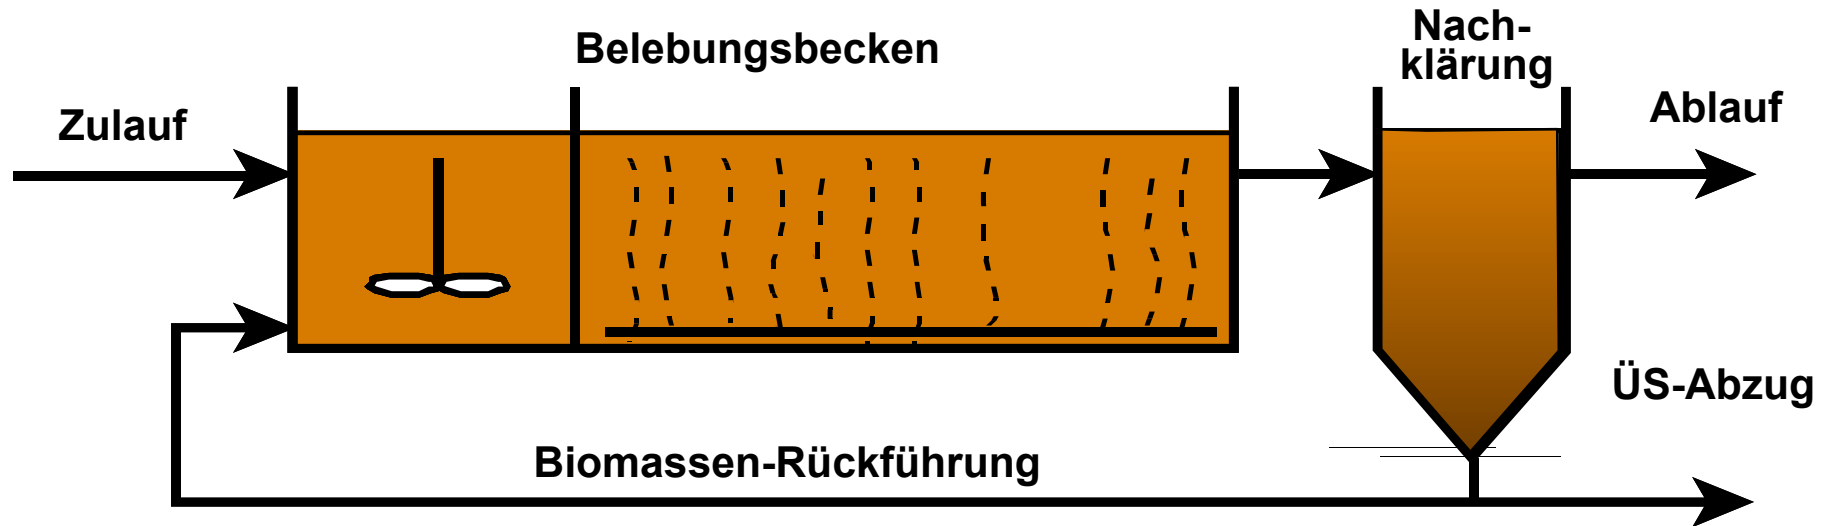 Belebungsbecken
Nach-
klärung
Zulauf
Ablauf
ÜS-Abzug
Biomassen-Rückführung